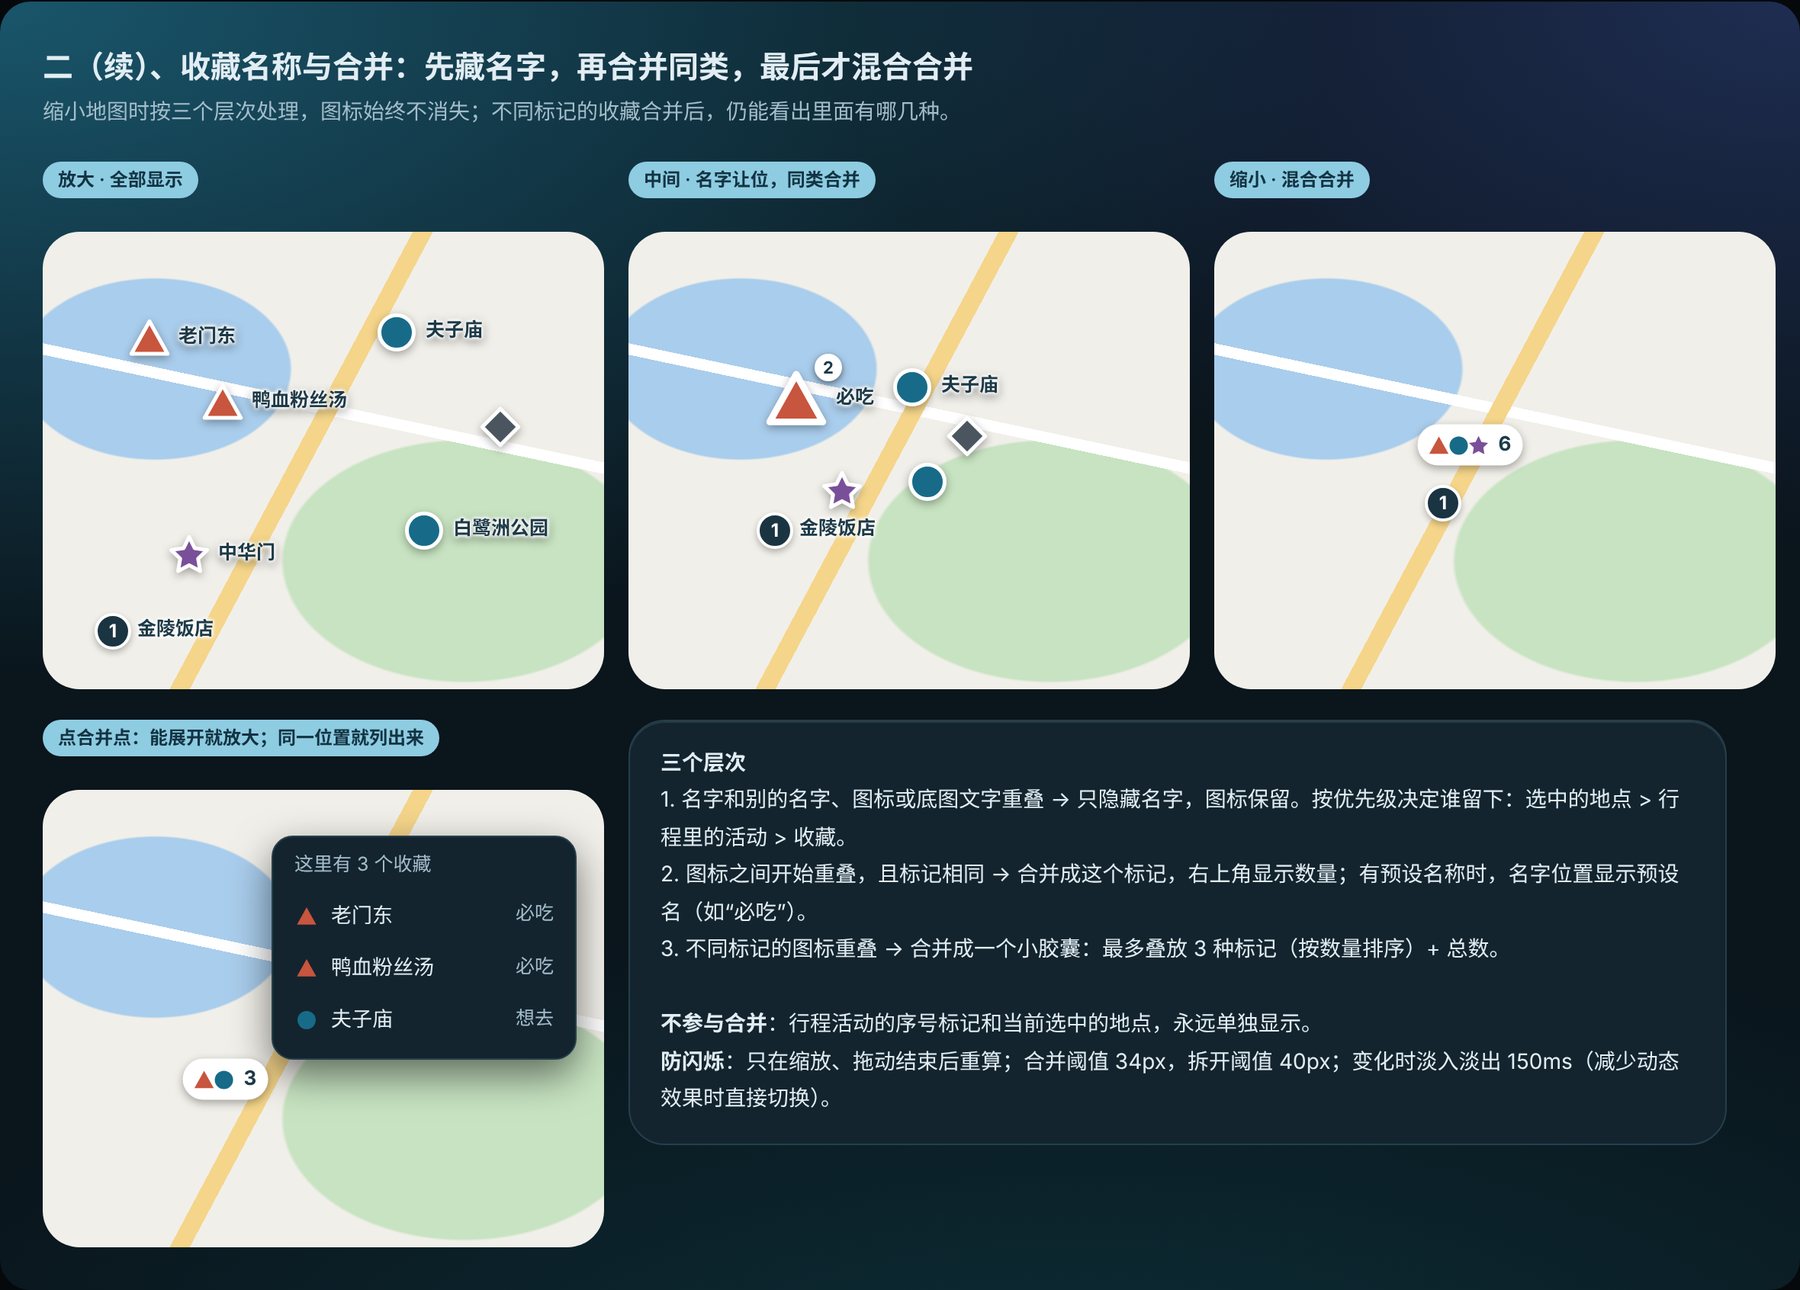 二（续）、收藏名称与合并：先藏名字，再合并同类，最后才混合合并
缩小地图时按三个层次处理，图标始终不消失；不同标记的收藏合并后，仍能看出里面有哪几种。
放大 · 全部显示
老门东
夫子庙
鸭血粉丝汤
白鹭洲公园
中华门
1 金陵饭店
中间 · 名字让位，同类合并
2
必吃
夫子庙
1 金陵饭店
缩小 · 混合合并
6
1
点合并点：能展开就放大；同一位置就列出来
这里有 3 个收藏
老门东 必吃
鸭血粉丝汤 必吃
夫子庙 想去
3
三个层次
1. 名字和别的名字、图标或底图文字重叠 → 只隐藏名字，图标保留。按优先级决定谁留下：选中的地点 > 行
程里的活动 > 收藏。
2. 图标之间开始重叠，且标记相同 → 合并成这个标记，右上角显示数量；有预设名称时，名字位置显示预设
名（如“必吃”）。
3. 不同标记的图标重叠 → 合并成一个小胶囊：最多叠放 3 种标记（按数量排序）+ 总数。
不参与合并：行程活动的序号标记和当前选中的地点，永远单独显示。
防闪烁：只在缩放、拖动结束后重算；合并阈值 34px，拆开阈值 40px；变化时淡入淡出 150ms（减少动态
效果时直接切换）。